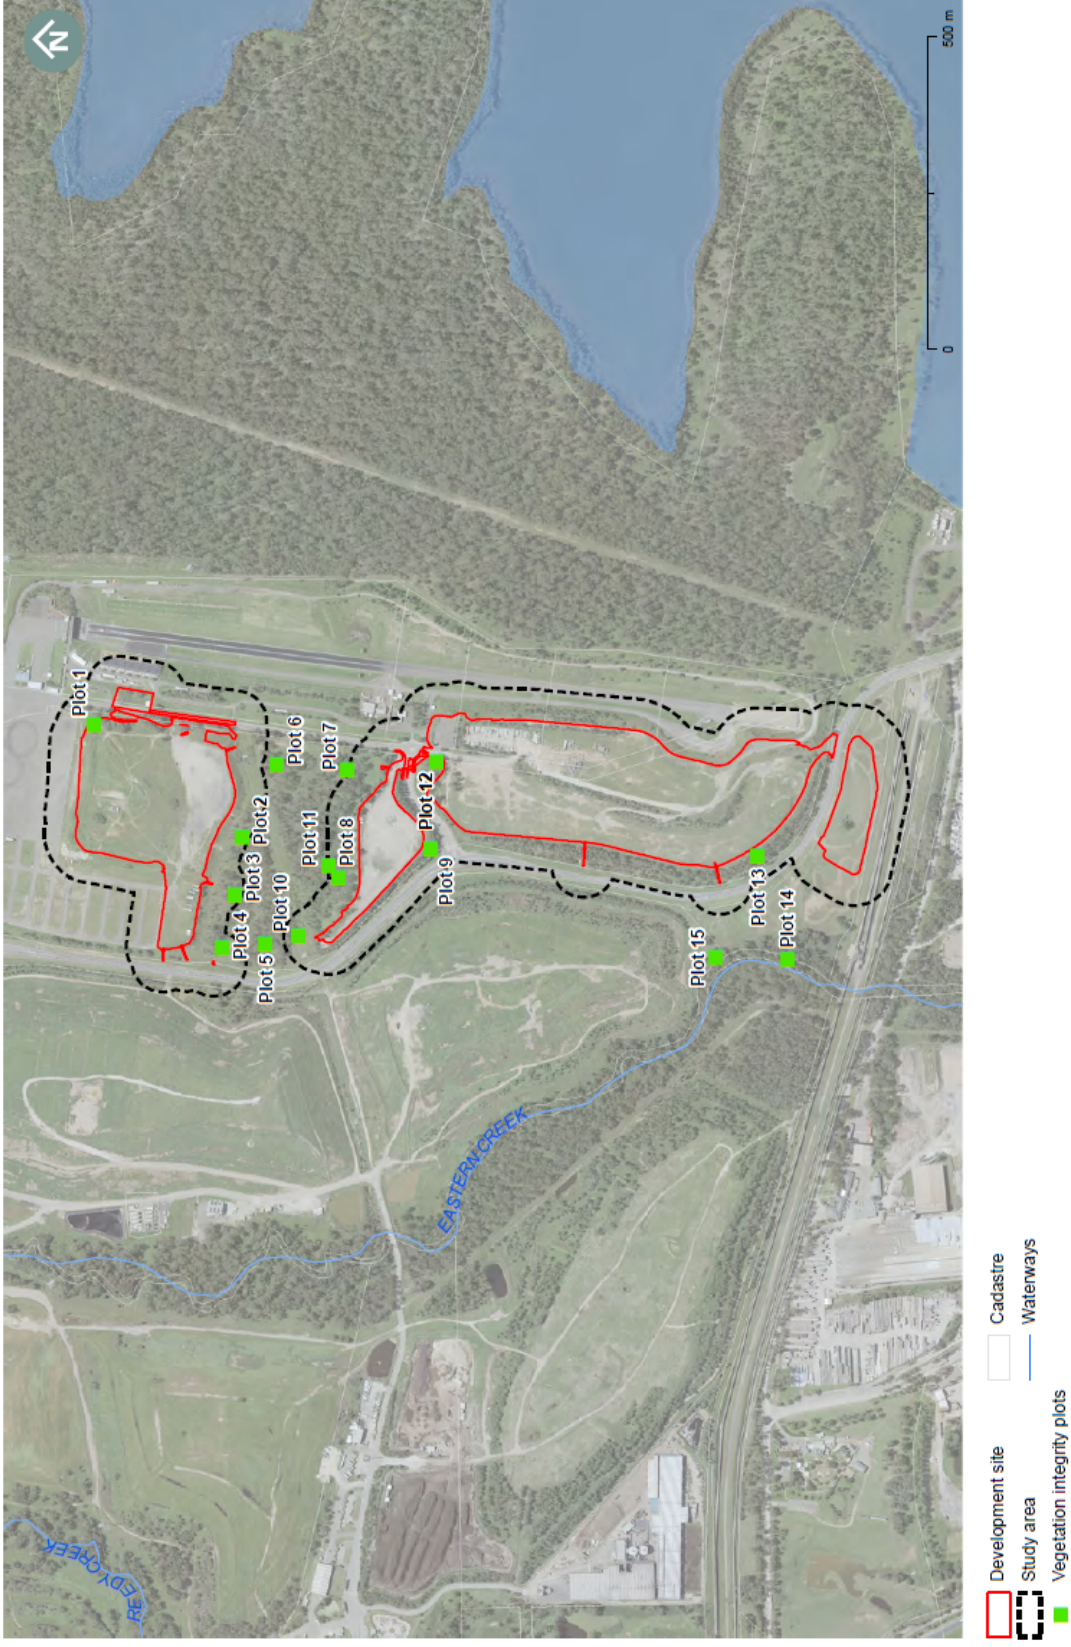 N
Plot 1
Plot 2
Plot 3
Plot 4
Plot 5
Plot 6
Plot 7
Plot 8
Plot 9
Plot 10
Plot 11
Plot 12
Plot 13
Plot 14
Plot 15
EASTERN CREEK
REEDY CREEK
0
500 m
Development site
Study area
Vegetation integrity plots
Cadastre
Waterways